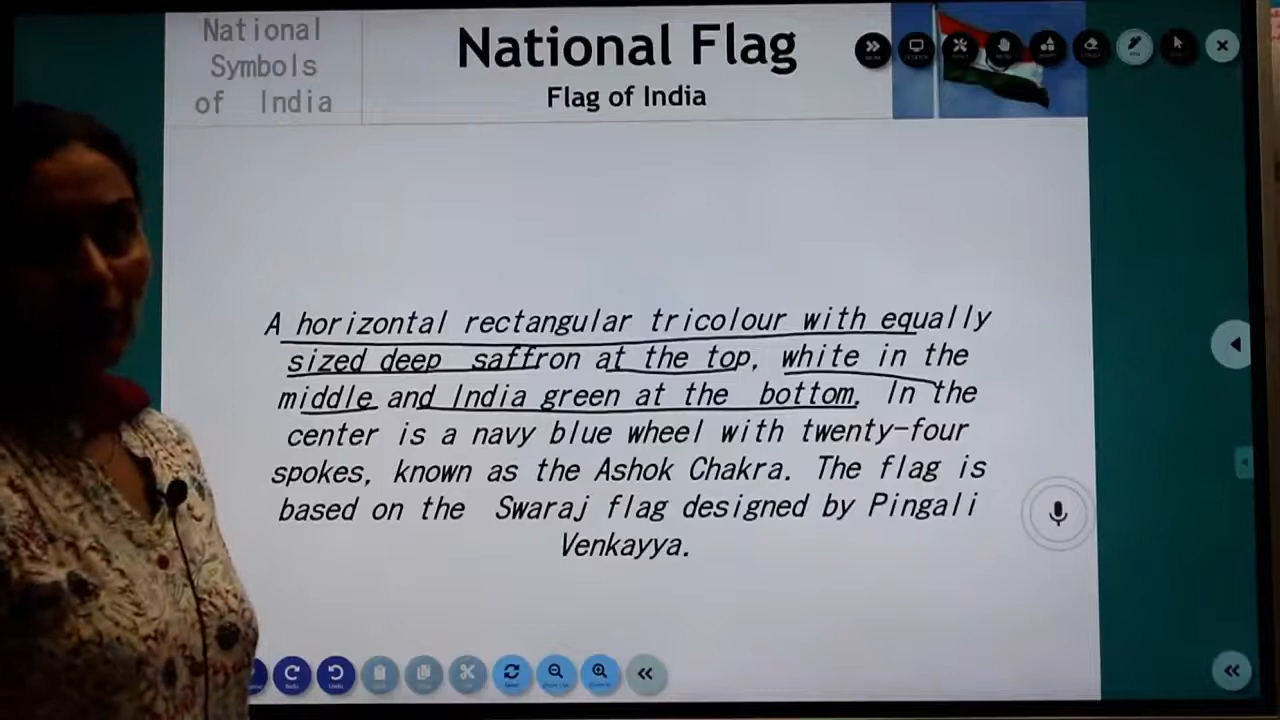 National
Symbols
of India
National Flag
Flag of India
A horizontal rectangular tricolour with equally
sized deep saffron at the top, white in the
middle and India green at the bottom. In the
center is a navy blue wheel with twenty-four
spokes, known as the Ashok Chakra. The flag is
based on the Swaraj flag designed by Pingali
Venkayya.
Redo
Undo